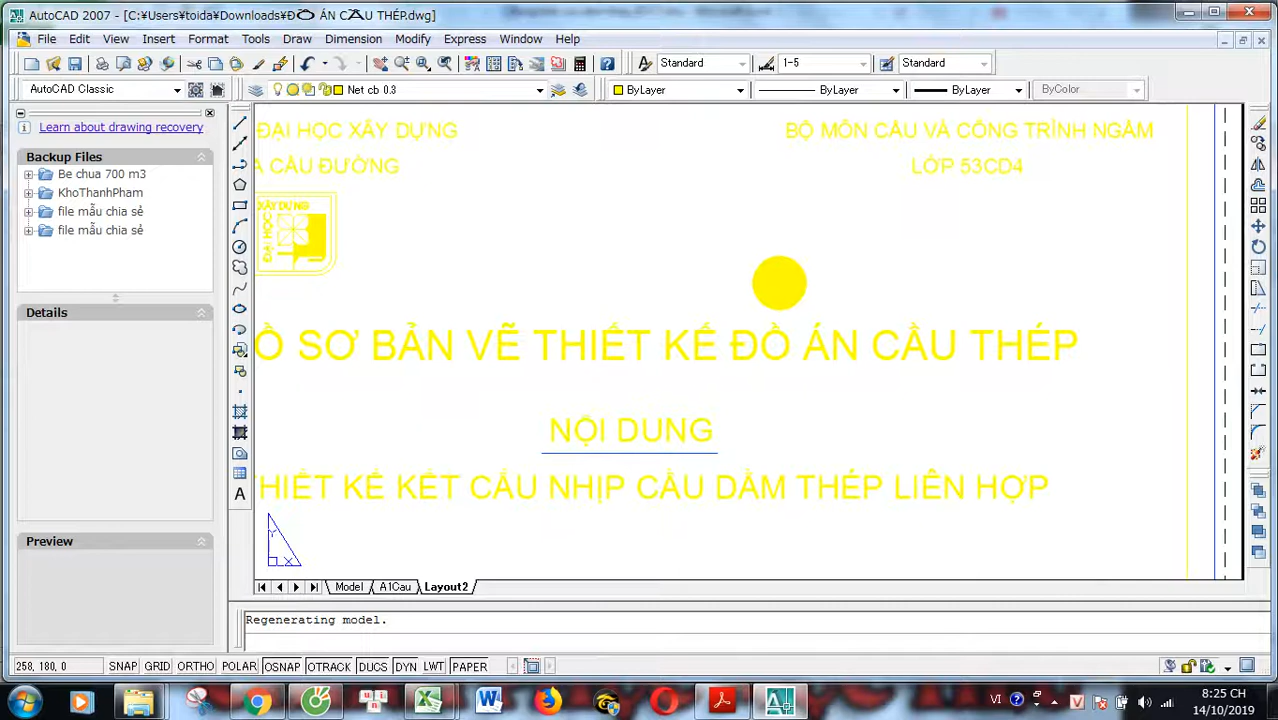 AutoCAD 2007 - [C:¥Users¥toida¥Downloads¥ĐỒ ÁN CẦU THÉP.dwg]
File Edit View Insert Format Tools Draw Dimension Modify Express Window Help
Standard 1-5 Standard
AutoCAD Classic Net cb 0.3 ByLayer ByLayer ByLayer ByColor
Learn about drawing recovery
Backup Files
Be chua 700 m3
KhoThanhPham
file mẫu chia sẻ
file mẫu chia sẻ
Details
Preview
ĐẠI HỌC XÂY DỰNG
BỘ MÔN CẦU VÀ CÔNG TRÌNH NGẦM
A CẦU ĐƯỜNG
LỚP 53CD4
XÂY DỰNG
ĐẠI HỌC
Ồ SƠ BẢN VẼ THIẾT KẾ ĐỒ ÁN CẦU THÉP
NỘI DUNG
THIẾT KẾ KẾT CẤU NHỊP CẦU DẦM THÉP LIÊN HỢP
Y
X
Model A1Cau Layout2
Regenerating model.
258, 180, 0 SNAP GRID ORTHO POLAR OSNAP OTRACK DUCS DYN LWT PAPER
VI 8:25 CH
14/10/2019